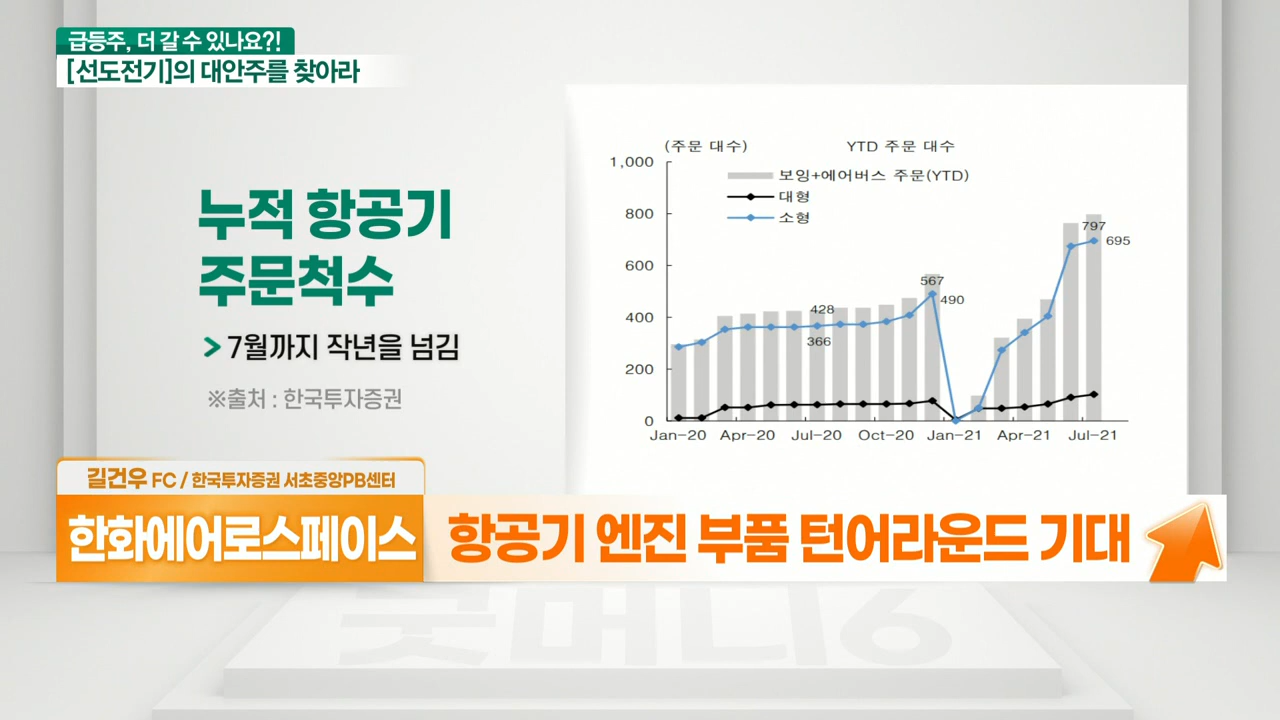 급등주, 더 갈 수 있나요?!
[선도전기]의 대안주를 찾아라
누적 항공기
주문척수
> 7월까지 작년을 넘김
※출처 : 한국투자증권
(주문 대수)
YTD 주문 대수
보잉+에어버스 주문(YTD)
대형
소형
1,000
800
600
400
200
0
428
366
567
490
797
695
Jan-20 Apr-20 Jul-20 Oct-20 Jan-21 Apr-21 Jul-21
길건우 FC / 한국투자증권 서초중앙PB센터
한화에어로스페이스
항공기 엔진 부품 턴어라운드 기대
굿머니6